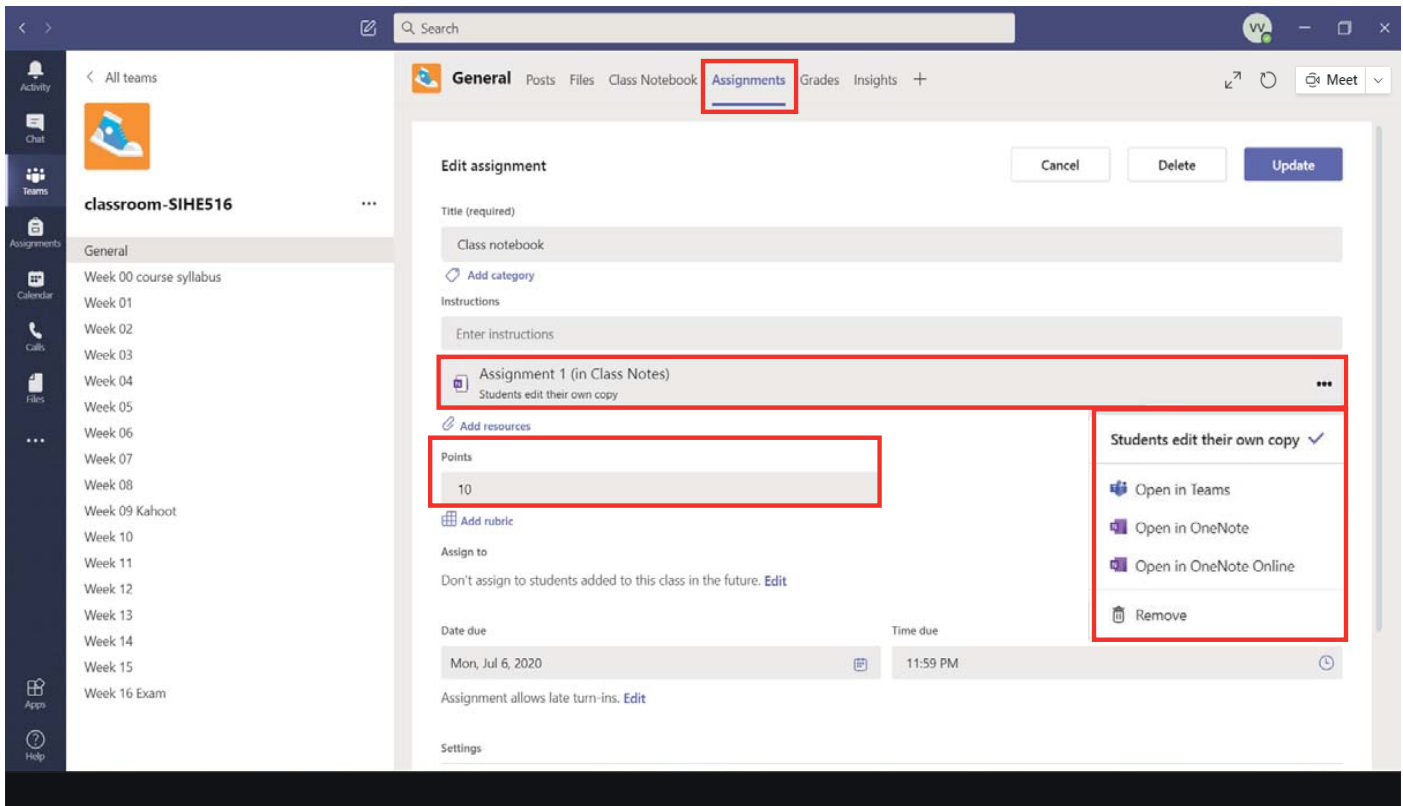 Search
VV
Activity
Chat
Teams
Assignments
Calendar
Calls
Files
Apps
Help
All teams
classroom-SIHE516
General
Week 00 course syllabus
Week 01
Week 02
Week 03
Week 04
Week 05
Week 06
Week 07
Week 08
Week 09 Kahoot
Week 10
Week 11
Week 12
Week 13
Week 14
Week 15
Week 16 Exam
General Posts Files Class Notebook Assignments Grades Insights
Meet
Edit assignment
Cancel Delete Update
Title (required)
Class notebook
Add category
Instructions
Enter instructions
Assignment 1 (in Class Notes)
Students edit their own copy
Add resources
Points
10
Add rubric
Assign to
Don't assign to students added to this class in the future. Edit
Date due
Mon, Jul 6, 2020
Time due
11:59 PM
Assignment allows late turn-ins. Edit
Settings
Students edit their own copy
Open in Teams
Open in OneNote
Open in OneNote Online
Remove